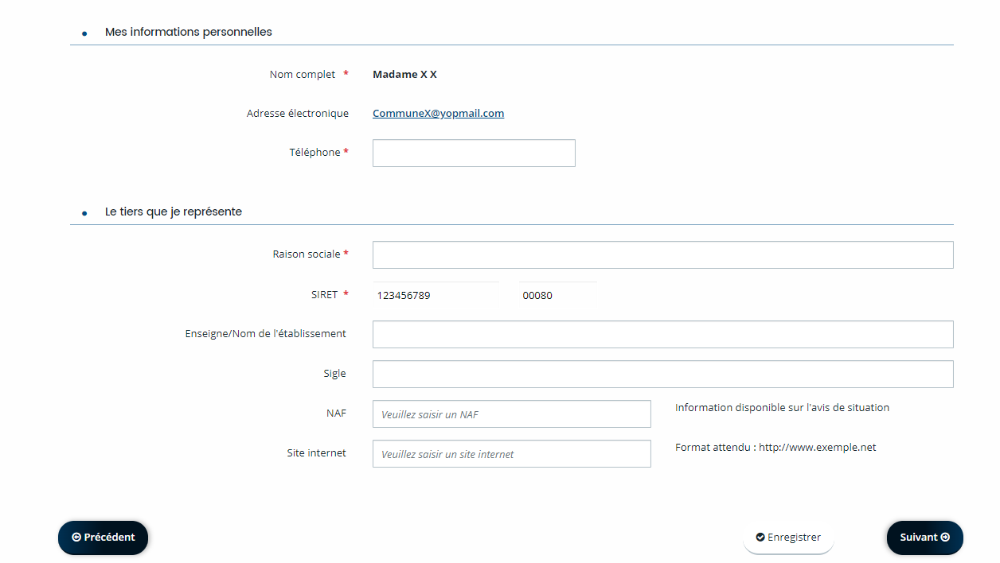 Mes informations personnelles
Nom complet * Madame X X
Adresse électronique CommuneX@yopmail.com
Téléphone *
Le tiers que je représente
Raison sociale *
SIRET * 123456789 00080
Enseigne/Nom de l'établissement
Sigle
NAF Veuillez saisir un NAF Information disponible sur l'avis de situation
Site internet Veuillez saisir un site internet Format attendu : http://www.exemple.net
Précédent Enregistrer Suivant